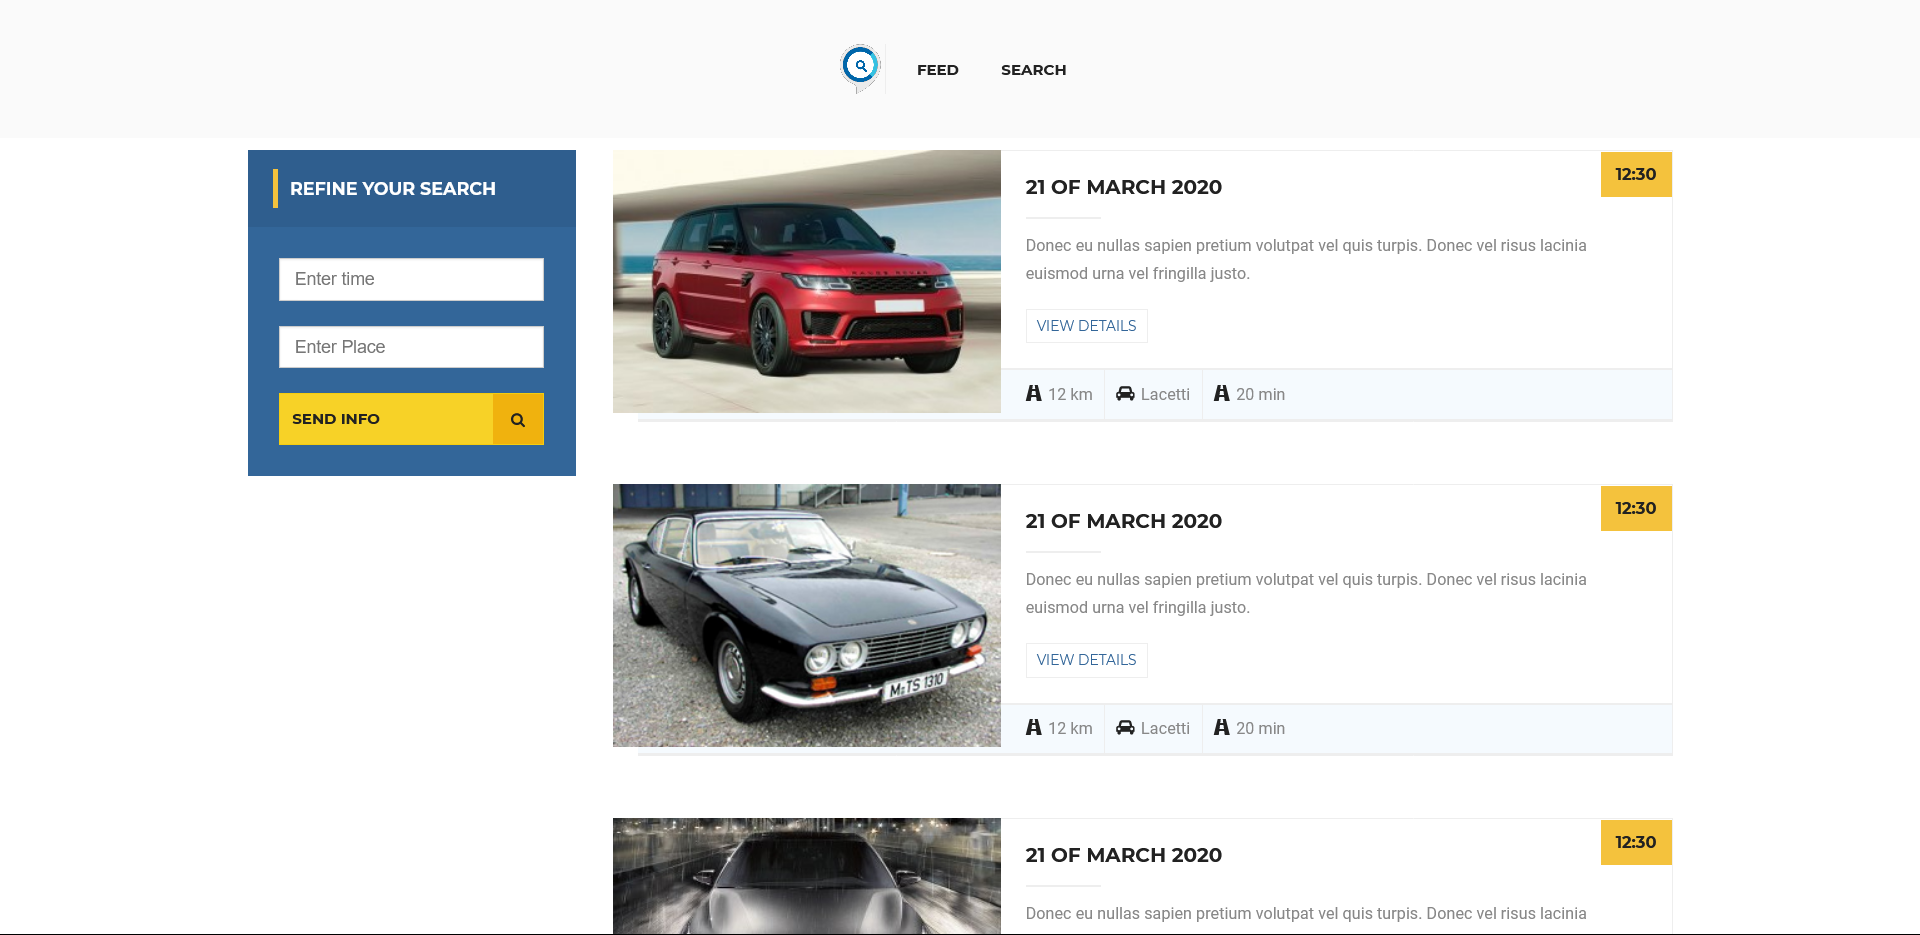 FEED SEARCH
REFINE YOUR SEARCH
Enter time
Enter Place
SEND INFO
21 OF MARCH 2020
12:30
Donec eu nullas sapien pretium volutpat vel quis turpis. Donec vel risus lacinia
euismod urna vel fringilla justo.
VIEW DETAILS
12 km Lacetti 20 min
M-TS 1310
21 OF MARCH 2020
12:30
Donec eu nullas sapien pretium volutpat vel quis turpis. Donec vel risus lacinia
euismod urna vel fringilla justo.
VIEW DETAILS
12 km Lacetti 20 min
21 OF MARCH 2020
12:30
Donec eu nullas sapien pretium volutpat vel quis turpis. Donec vel risus lacinia